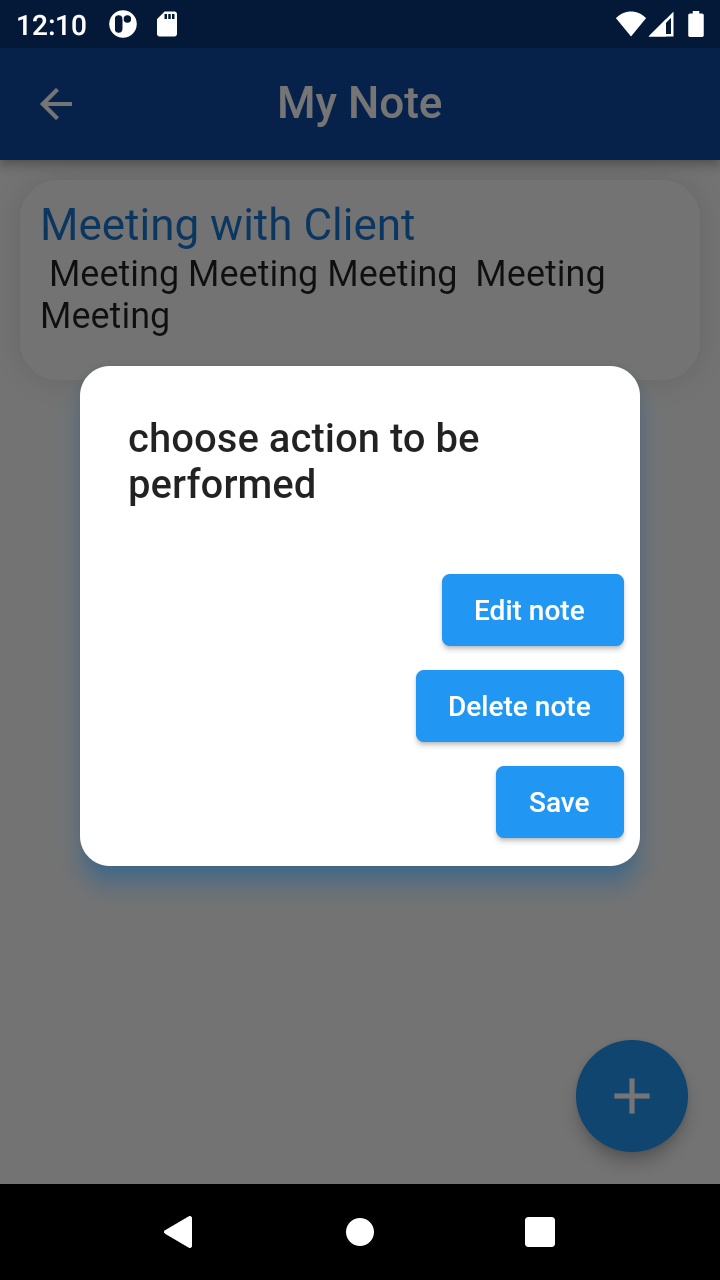 12:10
My Note
Meeting with Client
Meeting Meeting Meeting  Meeting
Meeting
choose action to be
performed
Edit note
Delete note
Save